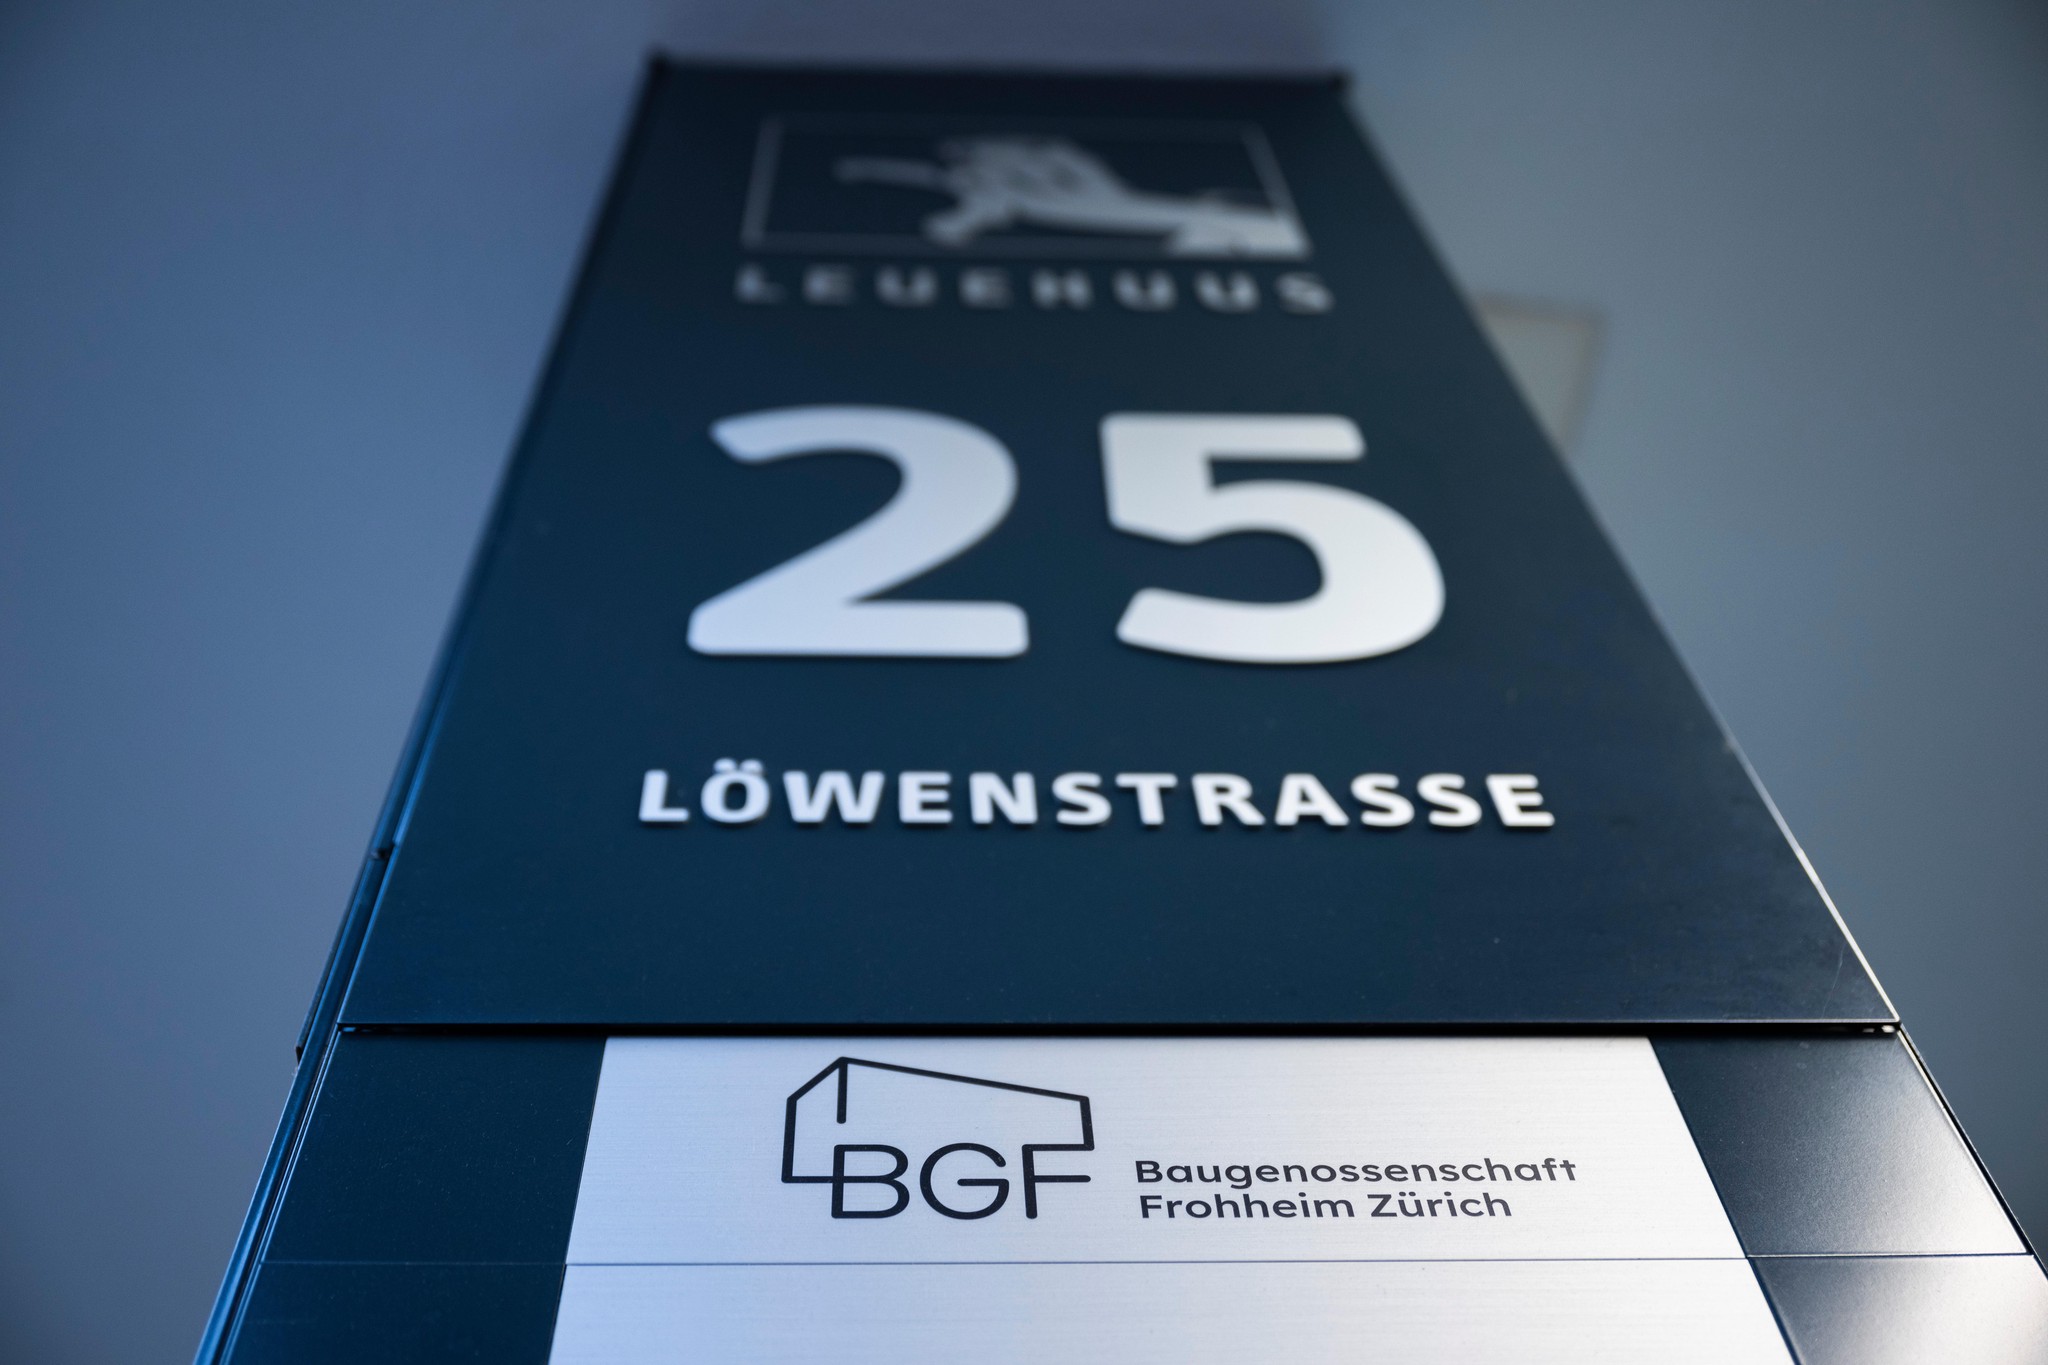 LEUEHUUS
25
LÖWENSTRASSE
BGF
Baugenossenschaft
Frohheim Zürich